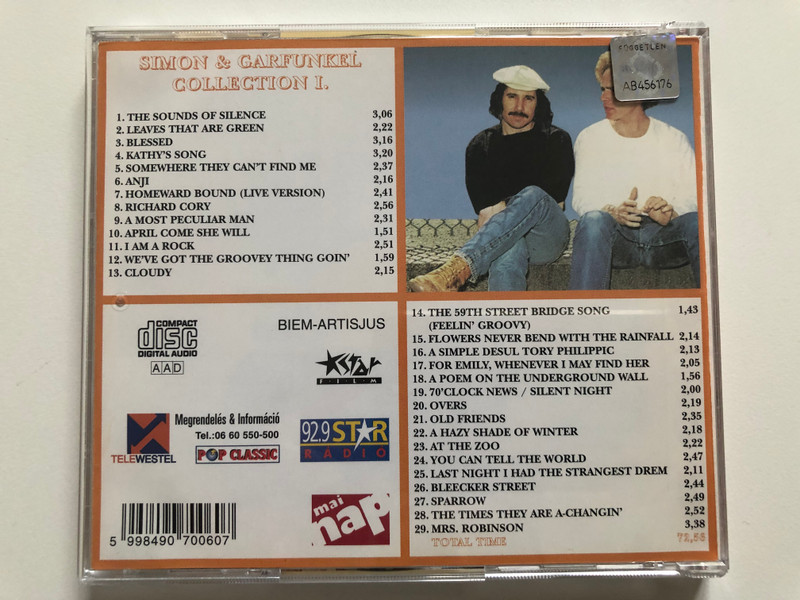 SIMON & GARFUNKEL
COLLECTION I.
1. THE SOUNDS OF SILENCE 3,06
2. LEAVES THAT ARE GREEN 2,22
3. BLESSED 3,16
4. KATHY'S SONG 3,20
5. SOMEWHERE THEY CAN'T FIND ME 2,37
6. ANJI 2,16
7. HOMEWARD BOUND (LIVE VERSION) 2,41
8. RICHARD CORY 2,56
9. A MOST PECULIAR MAN 2,31
10. APRIL COME SHE WILL 1,51
11. I AM A ROCK 2,51
12. WE'VE GOT THE GROOVEY THING GOIN' 1,59
13. CLOUDY 2,15
FÜGGETLEN
AB456176
14. THE 59TH STREET BRIDGE SONG 1,43
(FEELIN' GROOVY)
15. FLOWERS NEVER BEND WITH THE RAINFALL 2,14
16. A SIMPLE DESUL TORY PHILIPPIC 2,13
17. FOR EMILY, WHENEVER I MAY FIND HER 2,05
18. A POEM ON THE UNDERGROUND WALL 1,56
19. 70'CLOCK NEWS / SILENT NIGHT 2,00
20. OVERS 2,19
21. OLD FRIENDS 2,35
22. A HAZY SHADE OF WINTER 2,18
23. AT THE ZOO 2,22
24. YOU CAN TELL THE WORLD 2,47
25. LAST NIGHT I HAD THE STRANGEST DREM 2,11
26. BLEECKER STREET 2,44
27. SPARROW 2,49
28. THE TIMES THEY ARE A-CHANGIN' 2,52
29. MRS. ROBINSON 3,38
TOTAL TIME 72,56
COMPACT
disc
DIGITAL AUDIO
AAD
BIEM-ARTISJUS
Star
FILM
TELEWESTEL
Megrendelés & Információ
Tel.:06 60 550-500
POP CLASSIC
92.9 STAR
RÁDIÓ
mai
nap
5 998490 700607